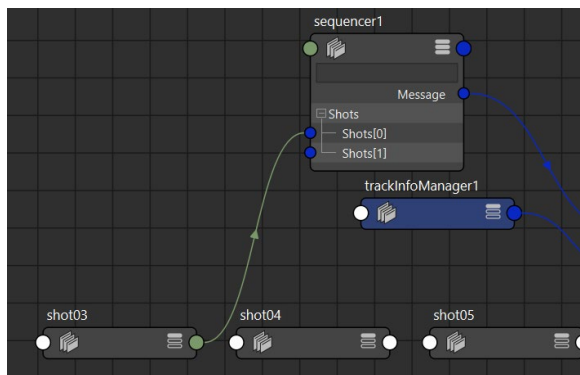 sequencer1
Message
Shots
Shots[0]
Shots[1]
trackInfoManager1
shot03
shot04
shot05